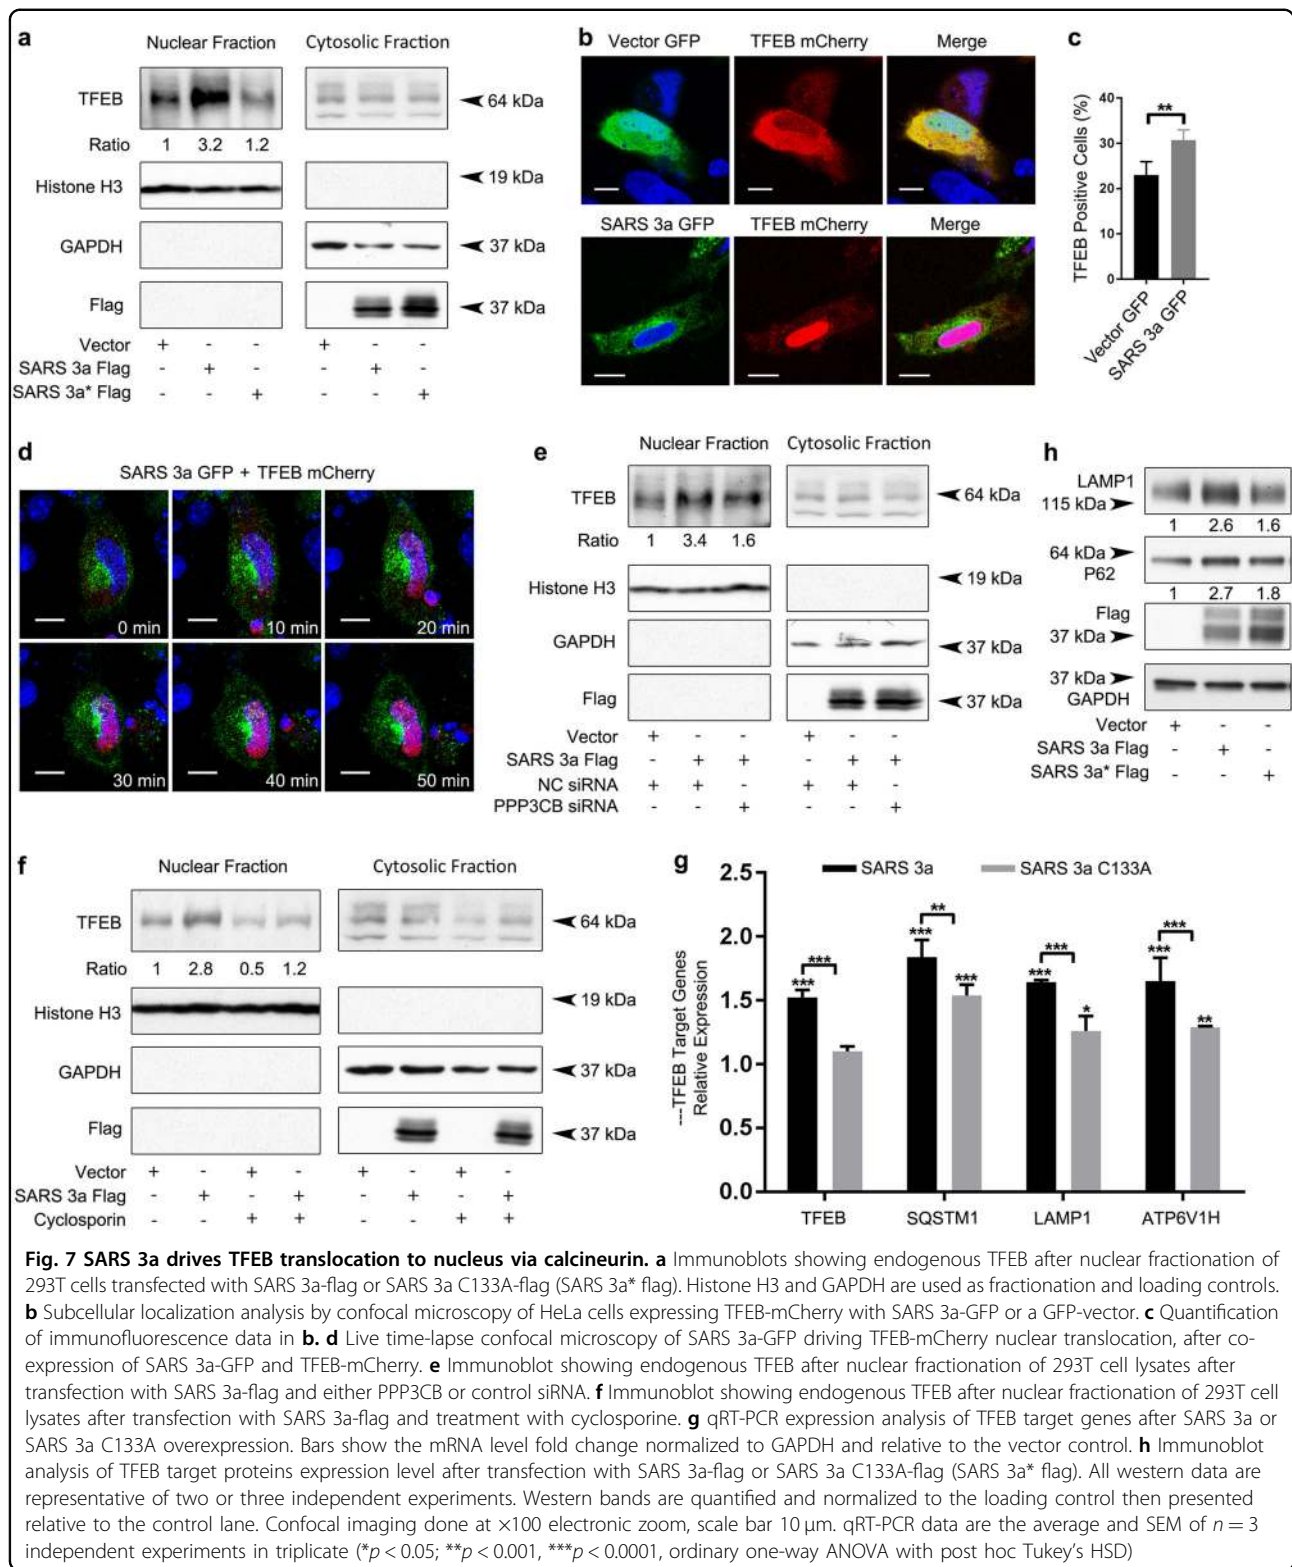 a
Nuclear Fraction Cytosolic Fraction
TFEB 64 kDa
Ratio 1 3.2 1.2
Histone H3 19 kDa
GAPDH 37 kDa
Flag 37 kDa
Vector + - - + - -
SARS 3a Flag - + - - + -
SARS 3a* Flag - - + - - +
b
Vector GFP TFEB mCherry Merge
SARS 3a GFP TFEB mCherry Merge
c
TFEB Positive Cells (%)
40
30
20
10
0
**
Vector GFP
SARS 3a GFP
d
SARS 3a GFP + TFEB mCherry
0 min 10 min 20 min
30 min 40 min 50 min
e
Nuclear Fraction Cytosolic Fraction
TFEB 64 kDa
Ratio 1 3.4 1.6
Histone H3 19 kDa
GAPDH 37 kDa
Flag 37 kDa
Vector + - - + - -
SARS 3a Flag - + + - + +
NC siRNA + + - + + -
PPP3CB siRNA - - + - - +
h
LAMP1
115 kDa
1 2.6 1.6
64 kDa
P62
1 2.7 1.8
Flag
37 kDa
37 kDa
GAPDH
Vector + - -
SARS 3a Flag - + -
SARS 3a* Flag - - +
f
Nuclear Fraction Cytosolic Fraction
TFEB 64 kDa
Ratio 1 2.8 0.5 1.2
Histone H3 19 kDa
GAPDH 37 kDa
Flag 37 kDa
Vector + - + - + - + -
SARS 3a Flag - + - + - + - +
Cyclosporin - - + + - - + +
g
SARS 3a SARS 3a C133A
---TFEB Target Genes
Relative Expression
2.5
2.0
1.5
1.0
0.5
0.0
*** ***
*** ** ***
*** *** *
*** *** **
TFEB SQSTM1 LAMP1 ATP6V1H
Fig. 7 SARS 3a drives TFEB translocation to nucleus via calcineurin. a Immunoblots showing endogenous TFEB after nuclear fractionation of
293T cells transfected with SARS 3a-flag or SARS 3a C133A-flag (SARS 3a* flag). Histone H3 and GAPDH are used as fractionation and loading controls.
b Subcellular localization analysis by confocal microscopy of HeLa cells expressing TFEB-mCherry with SARS 3a-GFP or a GFP-vector. c Quantification
of immunofluorescence data in b. d Live time-lapse confocal microscopy of SARS 3a-GFP driving TFEB-mCherry nuclear translocation, after co-
expression of SARS 3a-GFP and TFEB-mCherry. e Immunoblot showing endogenous TFEB after nuclear fractionation of 293T cell lysates after
transfection with SARS 3a-flag and either PPP3CB or control siRNA. f Immunoblot showing endogenous TFEB after nuclear fractionation of 293T cell
lysates after transfection with SARS 3a-flag and treatment with cyclosporine. g qRT-PCR expression analysis of TFEB target genes after SARS 3a or
SARS 3a C133A overexpression. Bars show the mRNA level fold change normalized to GAPDH and relative to the vector control. h Immunoblot
analysis of TFEB target proteins expression level after transfection with SARS 3a-flag or SARS 3a C133A-flag (SARS 3a* flag). All western data are
representative of two or three independent experiments. Western bands are quantified and normalized to the loading control then presented
relative to the control lane. Confocal imaging done at ×100 electronic zoom, scale bar 10 μm. qRT-PCR data are the average and SEM of n = 3
independent experiments in triplicate (*p < 0.05; **p < 0.001, ***p < 0.0001, ordinary one-way ANOVA with post hoc Tukey's HSD)